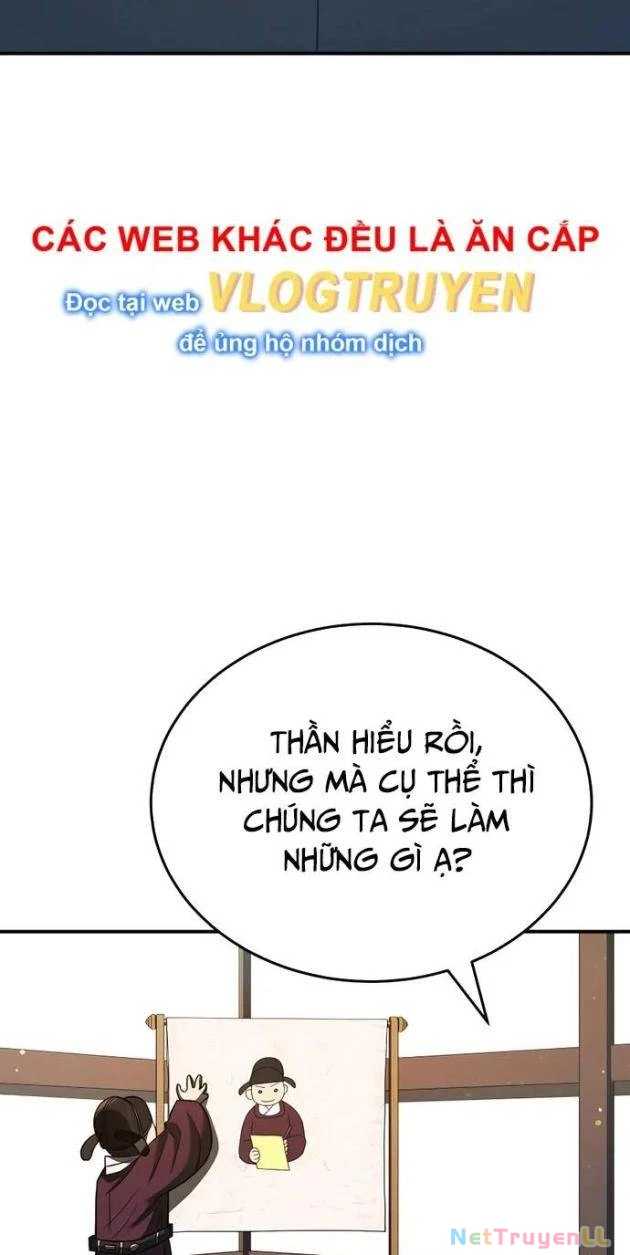 CÁC WEB KHÁC ĐỀU LÀ ĂN CẮP
Đọc tại web VLOGTRUYEN
để ủng hộ nhóm dịch
THẦN HIỂU RỒI,
NHƯNG MÀ CỤ THỂ THÌ
CHÚNG TA SẼ LÀM
NHỮNG GÌ Ạ?
NetTruyenLL